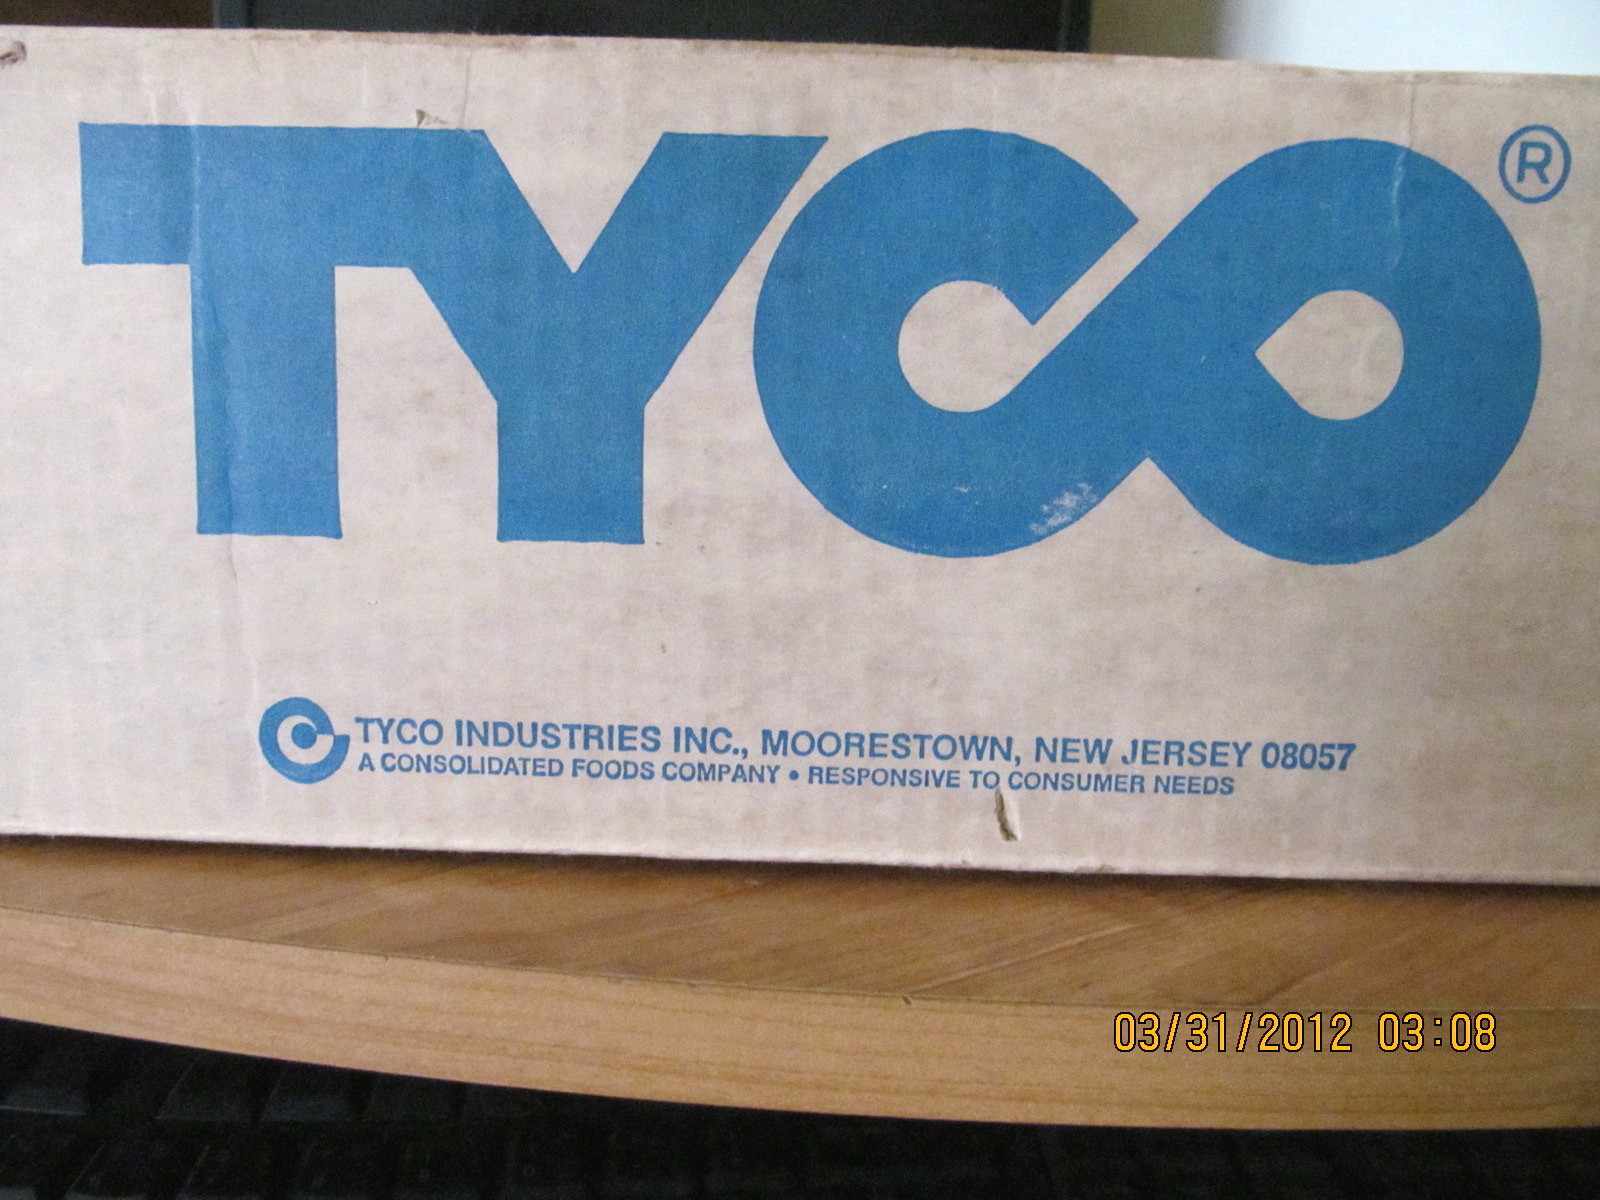 TYCO®
TYCO INDUSTRIES INC., MOORESTOWN, NEW JERSEY 08057
A CONSOLIDATED FOODS COMPANY • RESPONSIVE TO CONSUMER NEEDS
03/31/2012 03:08